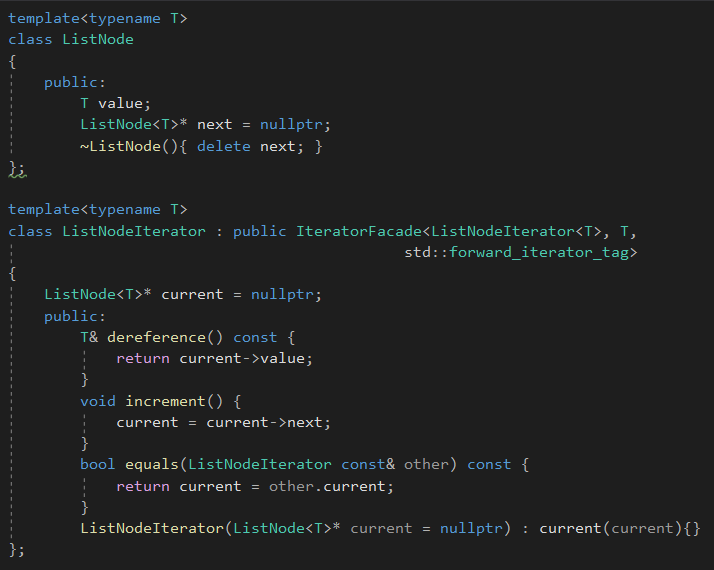 template<typename T>
class ListNode
{
public:
T value;
ListNode<T>* next = nullptr;
~ListNode(){ delete next; }
};
template<typename T>
class ListNodeIterator : public IteratorFacade<ListNodeIterator<T>, T,
std::forward_iterator_tag>
{
ListNode<T>* current = nullptr;
public:
T& dereference() const {
return current->value;
}
void increment() {
current = current->next;
}
bool equals(ListNodeIterator const& other) const {
return current = other.current;
}
ListNodeIterator(ListNode<T>* current = nullptr) : current(current){}
};